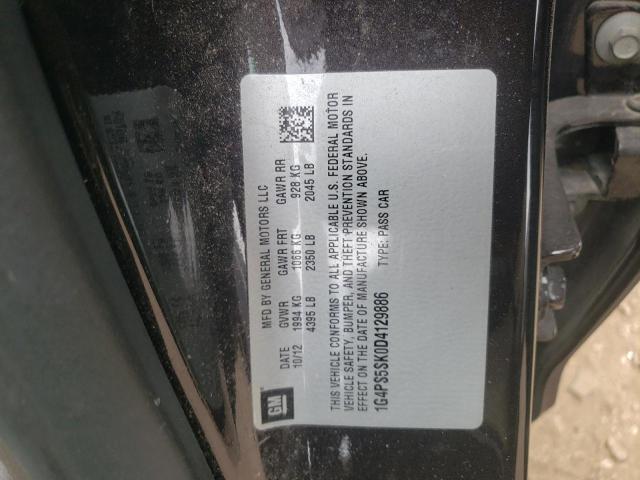 GM
MFD BY GENERAL MOTORS LLC
DATE GVWR GAWR FRT GAWR RR
10/12 1994 KG 1066 KG 928 KG
4395 LB 2350 LB 2045 LB
THIS VEHICLE CONFORMS TO ALL APPLICABLE U.S. FEDERAL MOTOR
VEHICLE SAFETY, BUMPER, AND THEFT PREVENTION STANDARDS IN
EFFECT ON THE DATE OF MANUFACTURE SHOWN ABOVE.
1G4PS5SK0D4129886 TYPE: PASS CAR